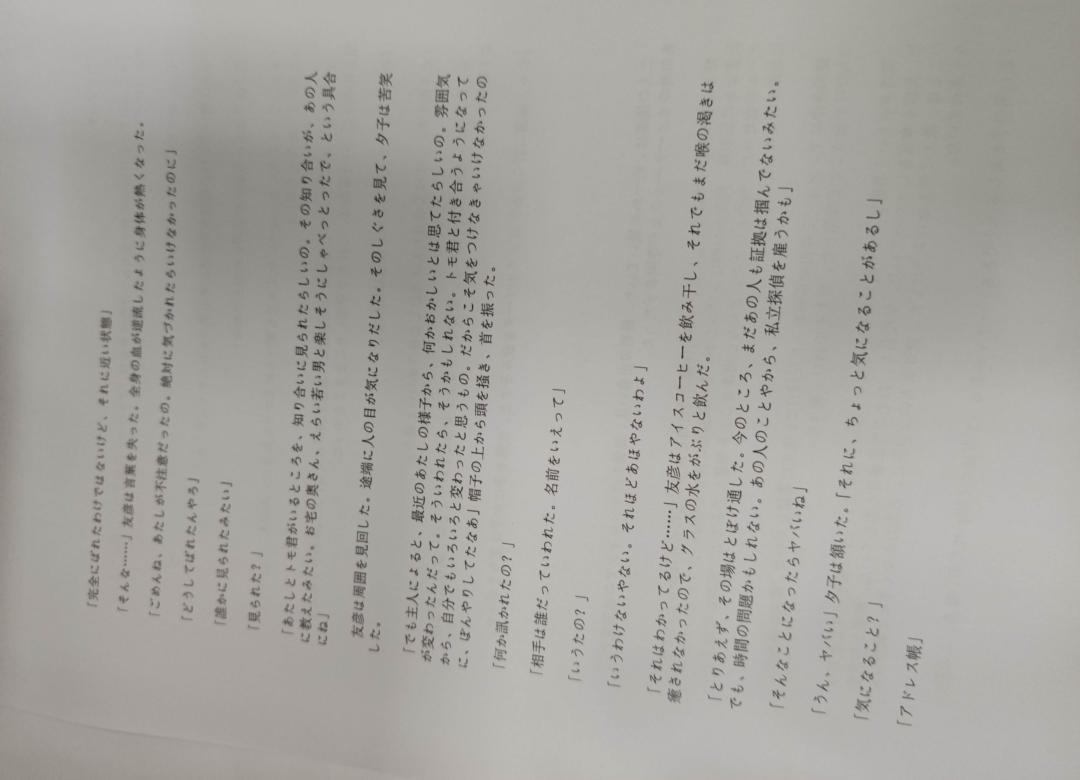 「完全にばれたわけではないけど、それに近い状態」
「そんな……」友彦は言葉を失った。全身の血が逆流したように身体が熱くなった。
「ごめんね、あたしが不注意だったの。絶対に気づかれたらいけなかったのに」
「どうしてばれたんやろ」
「誰かに見られたみたい」
「見られた？」
「あたしとトモ君がいるところを、知り合いに見られたらしいの。その知り合いが、あの人
に教えたみたい。お宅の奥さん、えらい若い男と楽しそうにしゃべっとったで、という具合
にね」
友彦は周囲を見回した。途端に人の目が気になりだした。そのしぐさを見て、夕子は苦笑
した。
「でも主人によると、最近のあたしの様子から、何かおかしいとは思てたらしいの。雰囲気
が変わったんだって。そういわれたら、そうかもしれない。トモ君と付き合うようになって
から、自分でもいろいろと変わったと思うもの。だからこそ気をつけなきゃいけなかったの
に、ぼんやりしてたなあ」帽子の上から頭を掻き、首を振った。
「何か訊かれたの？」
「相手は誰だっていわれた。名前をいえって」
「いうたの？」
「いうわけないやない。それほどあほやないわよ」
「それはわかってるけど……」友彦はアイスコーヒーを飲み干し、それでもまだ喉の渇きは
癒されなかったので、グラスの水をがぶりと飲んだ。
「とりあえず、その場はとぼけ通した。今のところ、まだあの人も証拠は掴んでないみたい。
でも、時間の問題かもしれない。あの人のことやから、私立探偵を雇うかも」
「そんなことになったらヤバいね」
「うん、ヤバい」夕子は頷いた。「それに、ちょっと気になることがあるし」
「気になること？」
「アドレス帳」